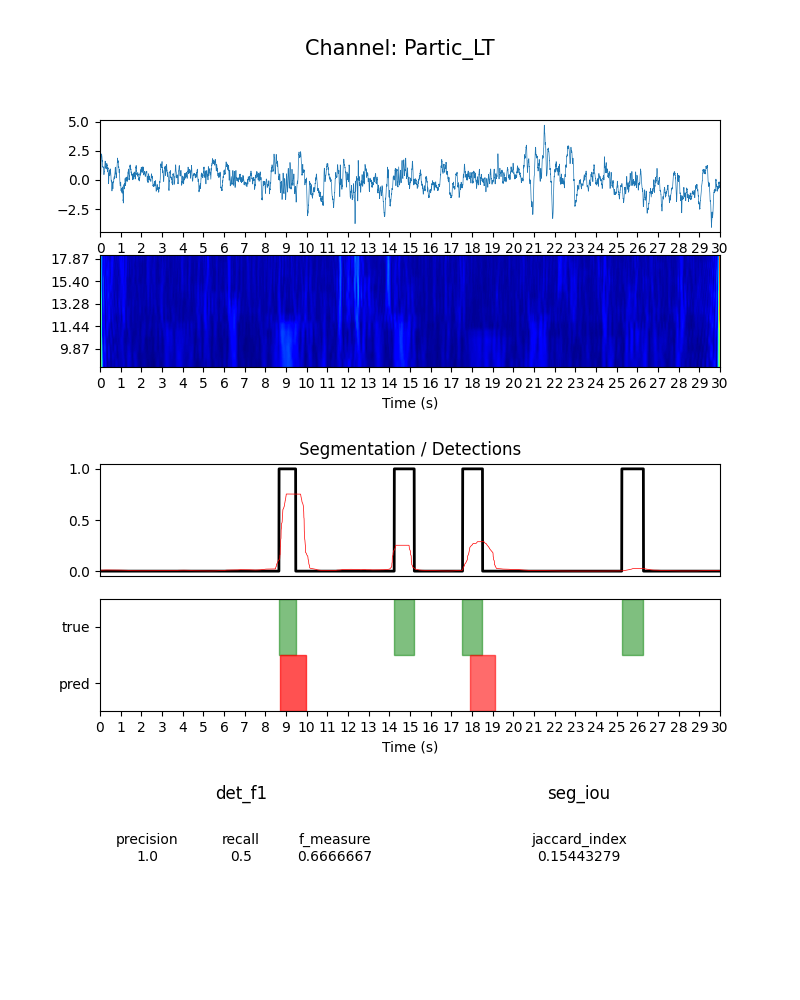 Channel: Partic_LT
5.0
2.5
0.0
−2.5
0 1 2 3 4 5 6 7 8 9 10 11 12 13 14 15 16 17 18 19 20 21 22 23 24 25 26 27 28 29 30
17.87
15.40
13.28
11.44
9.87
0 1 2 3 4 5 6 7 8 9 10 11 12 13 14 15 16 17 18 19 20 21 22 23 24 25 26 27 28 29 30
Time (s)
Segmentation / Detections
1.0
0.5
0.0
true
pred
0 1 2 3 4 5 6 7 8 9 10 11 12 13 14 15 16 17 18 19 20 21 22 23 24 25 26 27 28 29 30
Time (s)
det_f1 seg_iou
precision recall f_measure jaccard_index
1.0 0.5 0.6666667 0.15443279